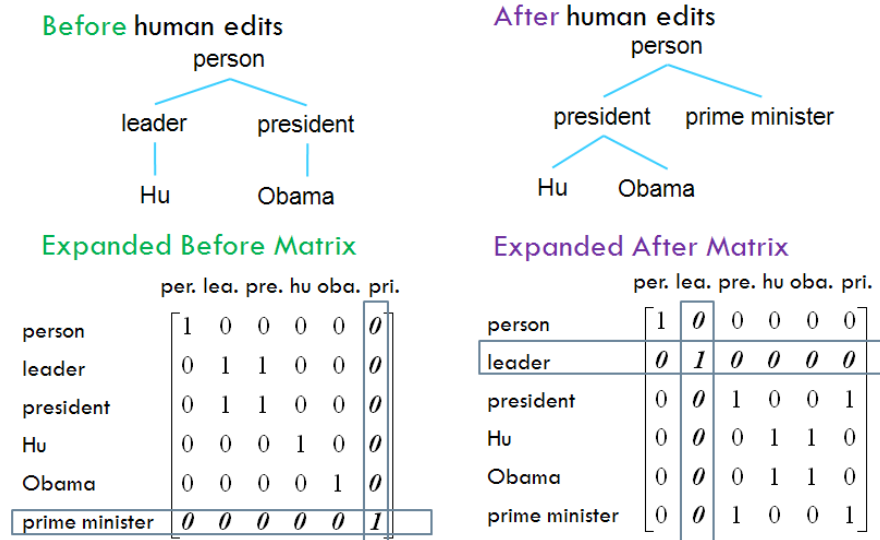 Before human edits
person
leader president
Hu Obama
Expanded Before Matrix
per. lea. pre. hu oba. pri.
person 1 0 0 0 0 0
leader 0 1 1 0 0 0
president 0 1 1 0 0 0
Hu 0 0 0 1 0 0
Obama 0 0 0 0 1 0
prime minister 0 0 0 0 0 1
After human edits
person
president prime minister
Hu Obama
Expanded After Matrix
per. lea. pre. hu oba. pri.
person 1 0 0 0 0 0
leader 0 1 0 0 0 0
president 0 0 1 0 0 1
Hu 0 0 0 1 1 0
Obama 0 0 0 1 1 0
prime minister 0 0 1 0 0 1